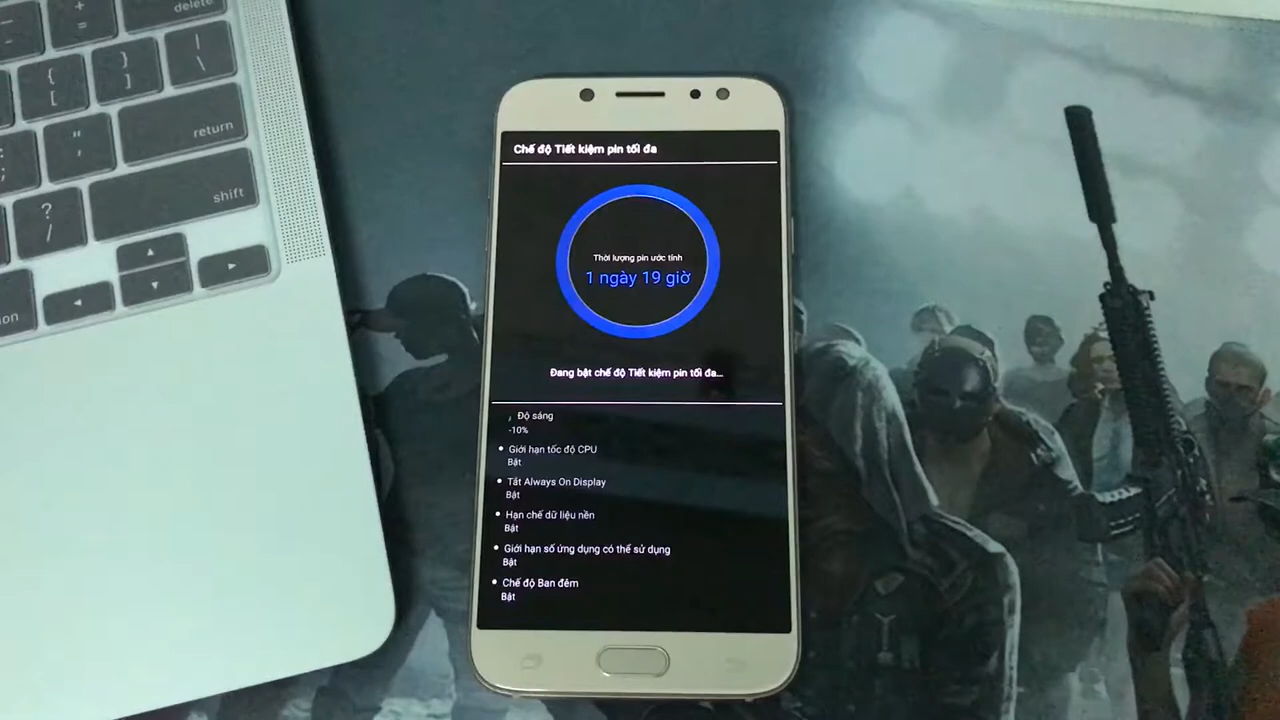 delete
+
=
{
[
}
]
|
\
:
;
"
'
return
?
/
shift
Chế độ Tiết kiệm pin tối đa
Thời lượng pin ước tính
1 ngày 19 giờ
Đang bật chế độ Tiết kiệm pin tối đa...
Độ sáng
-10%
• Giới hạn tốc độ CPU
Bật
• Tắt Always On Display
Bật
• Hạn chế dữ liệu nền
Bật
• Giới hạn số ứng dụng có thể sử dụng
Bật
• Chế độ Ban đêm
Bật